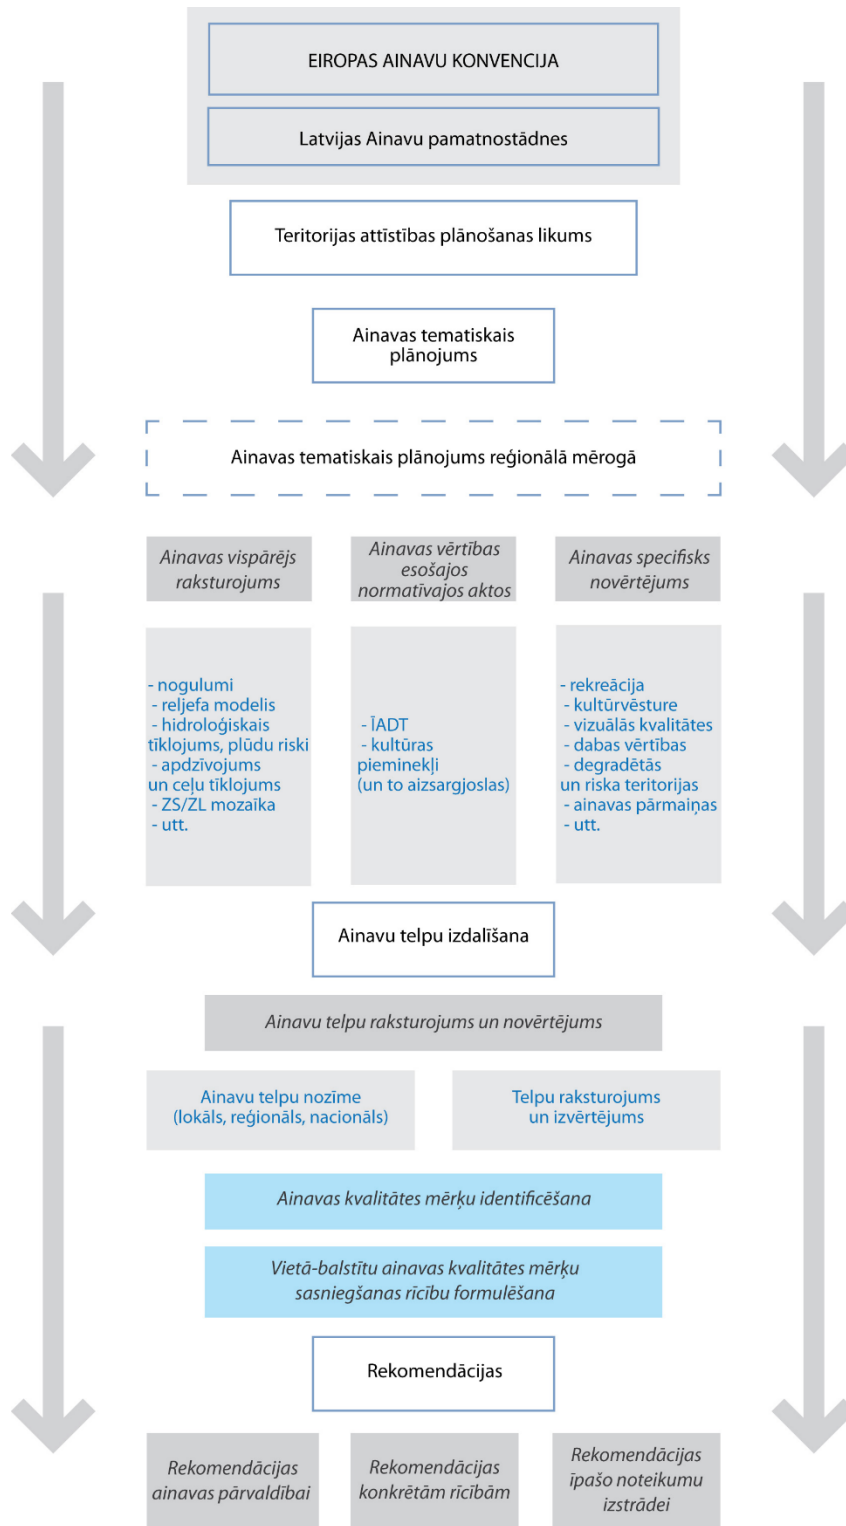 EIROPAS AINAVU KONVENCIJA
Latvijas Ainavu pamatnostādnes
Teritorijas attīstības plānošanas likums
Ainavas tematiskais
plānojums
Ainavas tematiskais plānojums reģionālā mērogā
Ainavas vispārējs
raksturojums
Ainavas vērtības
esošajos
normatīvajos aktos
Ainavas specifisks
novērtējums
- nogulumi
- reljefa modelis
- hidroloģiskais
tīklojums, plūdu riski
- apdzīvojums
un ceļu tīklojums
- ZS/ZL mozaīka
- utt.
- ĪADT
- kultūras
pieminekļi
(un to aizsargjoslas)
- rekreācija
- kultūrvēsture
- vizuālās kvalitātes
- dabas vērtības
- degradētās
un riska teritorijas
- ainavas pārmaiņas
- utt.
Ainavu telpu izdalīšana
Ainavu telpu raksturojums un novērtējums
Ainavu telpu nozīme
(lokāls, reģionāls, nacionāls)
Telpu raksturojums
un izvērtējums
Ainavas kvalitātes mērķu identificēšana
Vietā-balstītu ainavas kvalitātes mērķu
sasniegšanas rīcību formulēšana
Rekomendācijas
Rekomendācijas
ainavas pārvaldībai
Rekomendācijas
konkrētām rīcībām
Rekomendācijas
īpašo noteikumu
izstrādei